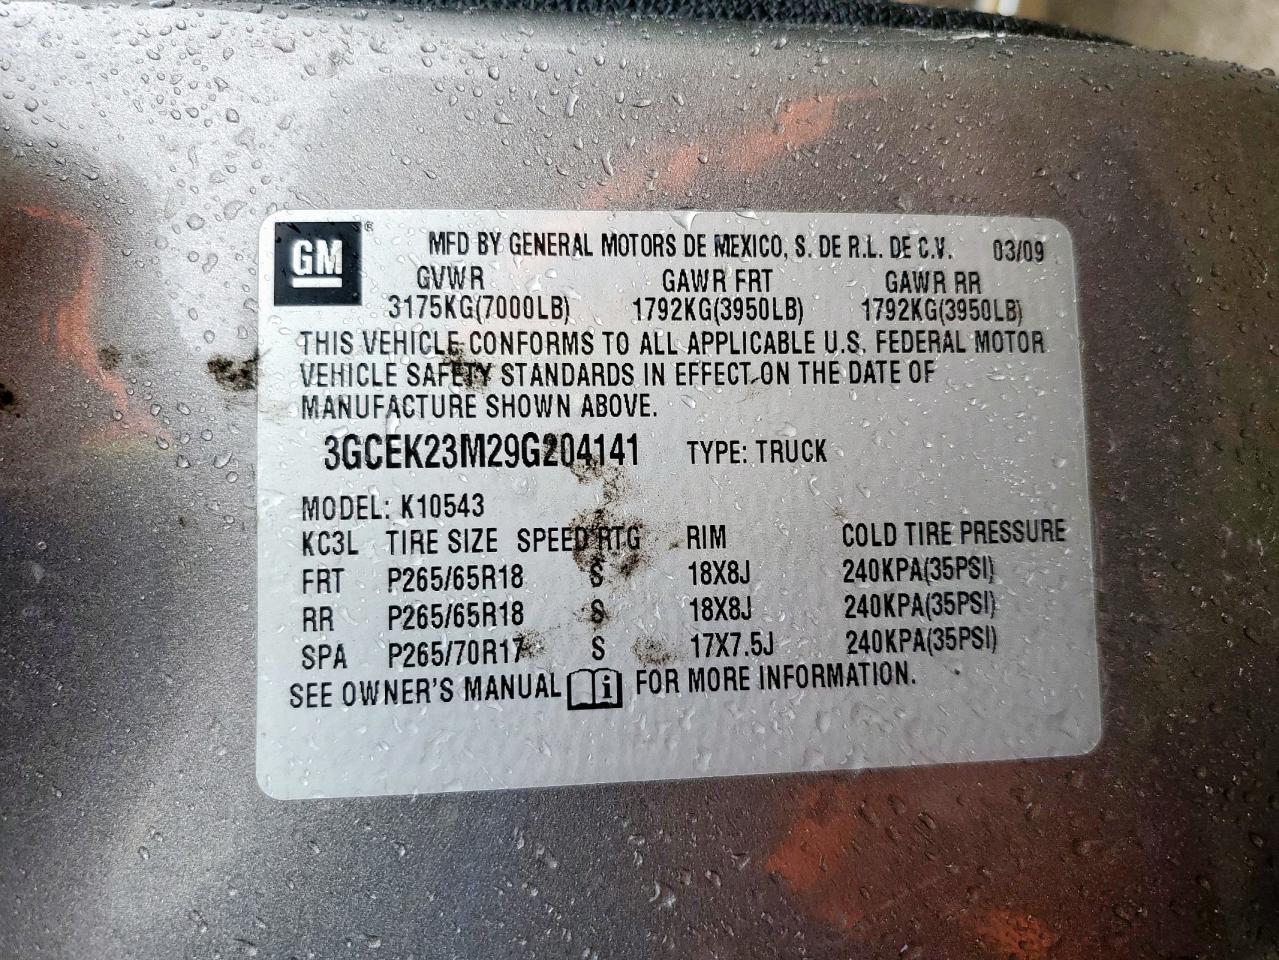 GM®
MFD BY GENERAL MOTORS DE MEXICO, S. DE R.L. DE C.V. 03/09
GVWR GAWR FRT GAWR RR
3175KG(7000LB) 1792KG(3950LB) 1792KG(3950LB)
THIS VEHICLE CONFORMS TO ALL APPLICABLE U.S. FEDERAL MOTOR
VEHICLE SAFETY STANDARDS IN EFFECT ON THE DATE OF
MANUFACTURE SHOWN ABOVE.
3GCEK23M29G204141 TYPE: TRUCK
MODEL: K10543
KC3L TIRE SIZE SPEED RTG RIM COLD TIRE PRESSURE
FRT P265/65R18 S 18X8J 240KPA(35PSI)
RR P265/65R18 S 18X8J 240KPA(35PSI)
SPA P265/70R17 S 17X7.5J 240KPA(35PSI)
SEE OWNER'S MANUAL FOR MORE INFORMATION.